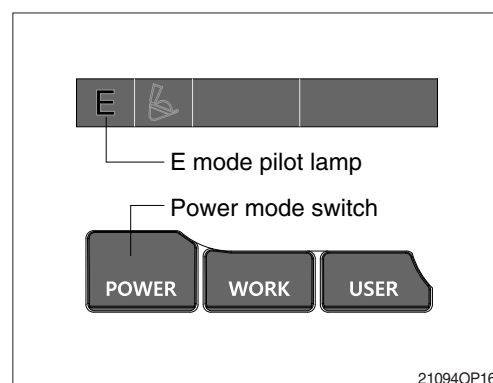 E
E mode pilot lamp
Power mode switch
POWER WORK USER
21094OP16